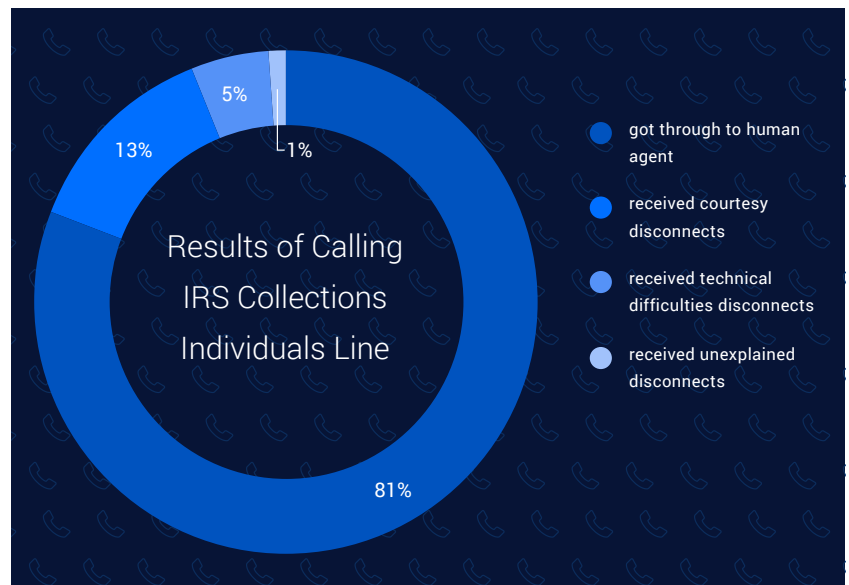 5%
13%
1%
Results of Calling
IRS Collections
Individuals Line
81%
got through to human
agent
received courtesy
disconnects
received technical
difficulties disconnects
received unexplained
disconnects